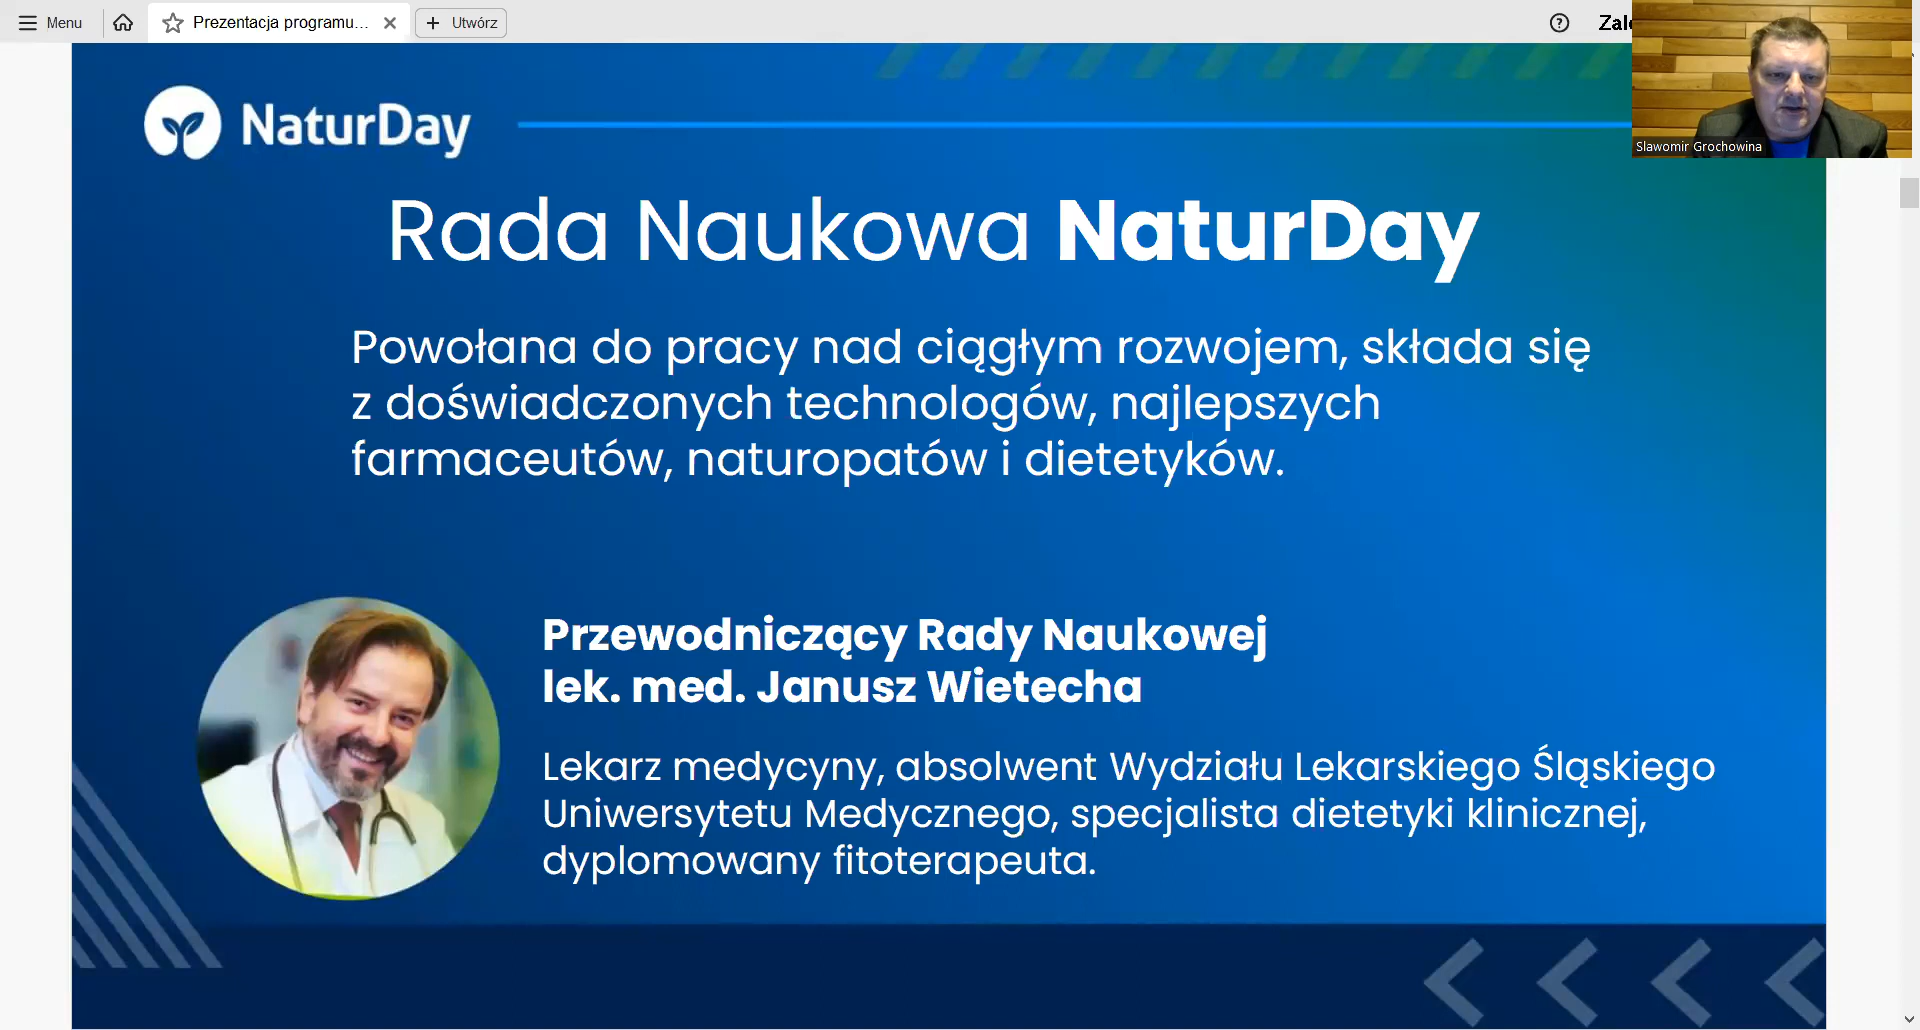 Menu
Prezentacja programu...
Utwórz
Slawomir Grochowina
NaturDay
Rada Naukowa NaturDay
Powołana do pracy nad ciągłym rozwojem, składa się
z doświadczonych technologów, najlepszych
farmaceutów, naturopatów i dietetyków.
Przewodniczący Rady Naukowej
lek. med. Janusz Wietecha
Lekarz medycyny, absolwent Wydziału Lekarskiego Śląskiego
Uniwersytetu Medycznego, specjalista dietetyki klinicznej,
dyplomowany fitoterapeuta.